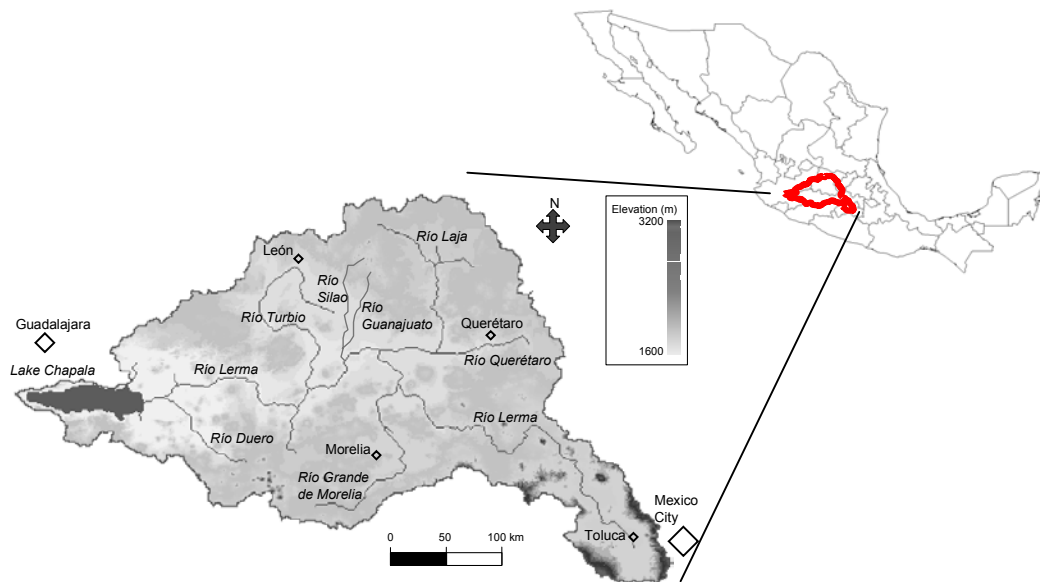 N
Elevation (m)
3200
1600
Río Laja
León
Río
Silao
Río
Guanajuato
Río Turbio
Querétaro
Río Querétaro
Guadalajara
Lake Chapala
Río Lerma
Río Lerma
Río Duero
Morelia
Río Grande
de Morelia
Mexico
City
Toluca
0
50
100 km